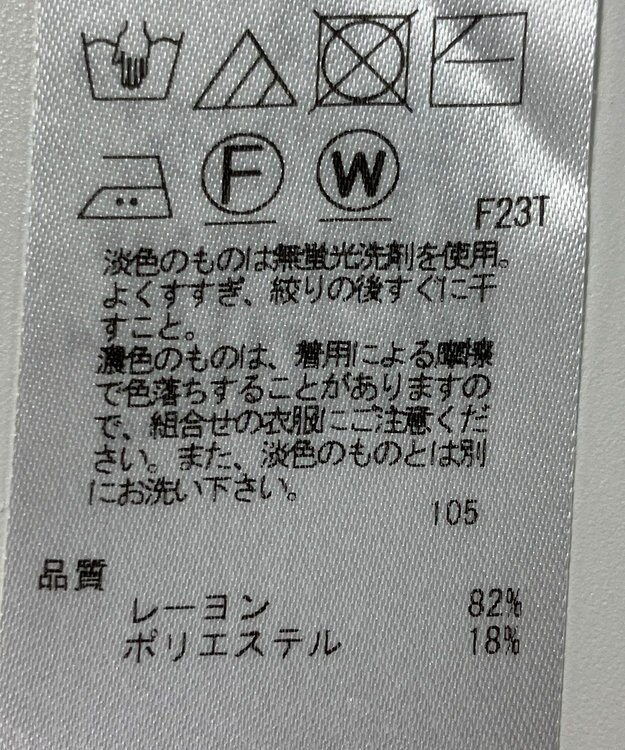 F W
F23T
淡色のものは無蛍光洗剤を使用。
よくすすぎ、絞りの後すぐに干
すこと。
濃色のものは、着用による摩擦
で色落ちすることがありますの
で、組合せの衣服にご注意くだ
さい。また、淡色のものとは別
にお洗い下さい。
105
品質
レーヨン 82%
ポリエステル 18%